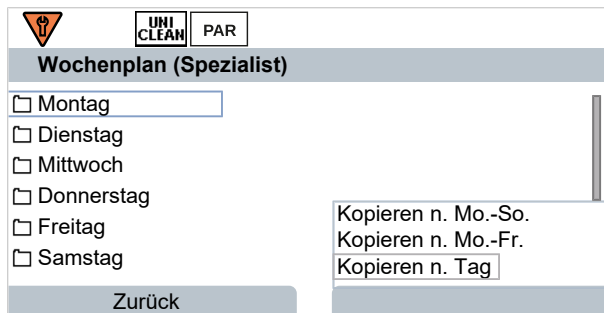 UNI
CLEAN PAR
Wochenplan (Spezialist)
Montag
Dienstag
Mittwoch
Donnerstag
Freitag
Samstag
Kopieren n. Mo.-So.
Kopieren n. Mo.-Fr.
Kopieren n. Tag
Zurück